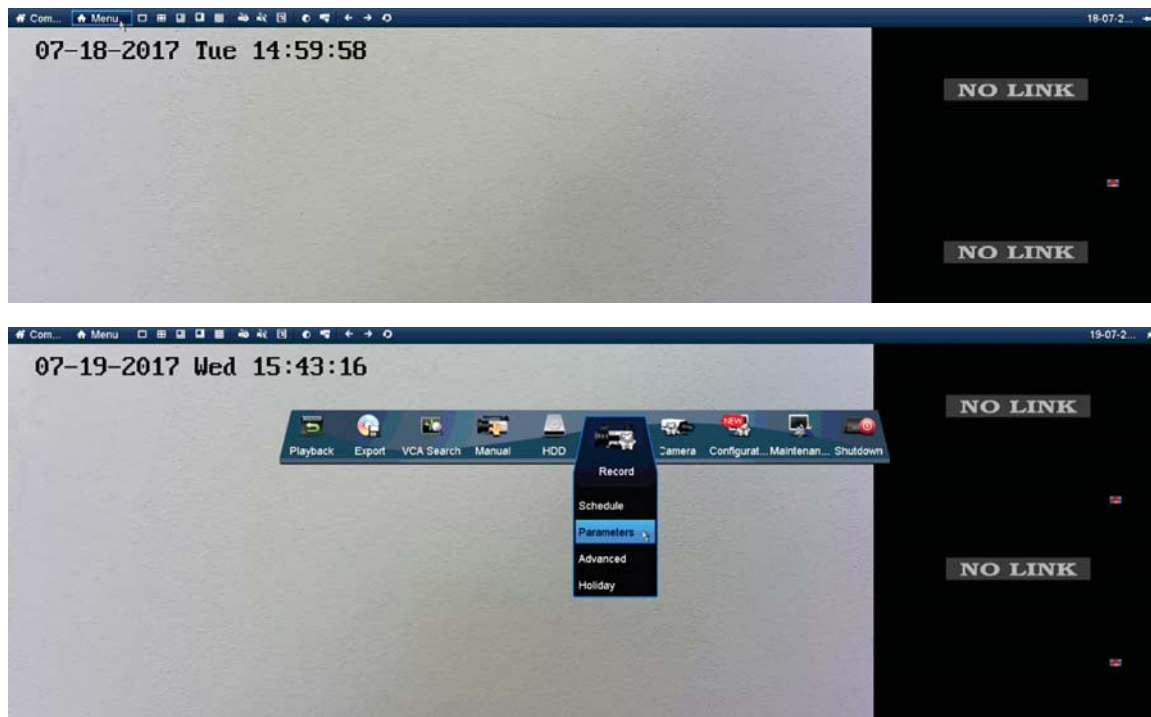 Com... Menu 18-07-2...
07-18-2017 Tue 14:59:58
NO LINK
NO LINK
Com... Menu 19-07-2...
07-19-2017 Wed 15:43:16
NO LINK
Playback Export VCA Search Manual HDD Camera Configurat... Maintenan... Shutdown
NEW
Record
Schedule
Parameters
Advanced
Holiday
NO LINK